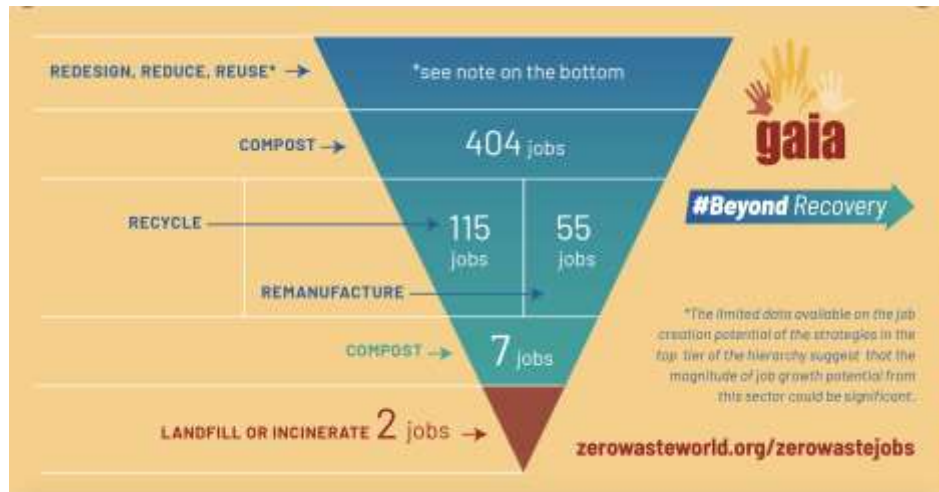 REDESIGN, REDUCE, REUSE*
*see note on the bottom
COMPOST
404 jobs
RECYCLE
115 jobs
55 jobs
REMANUFACTURE
COMPOST
7 jobs
LANDFILL OR INCINERATE 2 jobs
gaia
#Beyond Recovery
*The limited data available on the job
creation potential of the strategies in the
top tier of the hierarchy suggest that the
magnitude of job growth potential from
this sector could be significant.
zerowasteworld.org/zerowastejobs